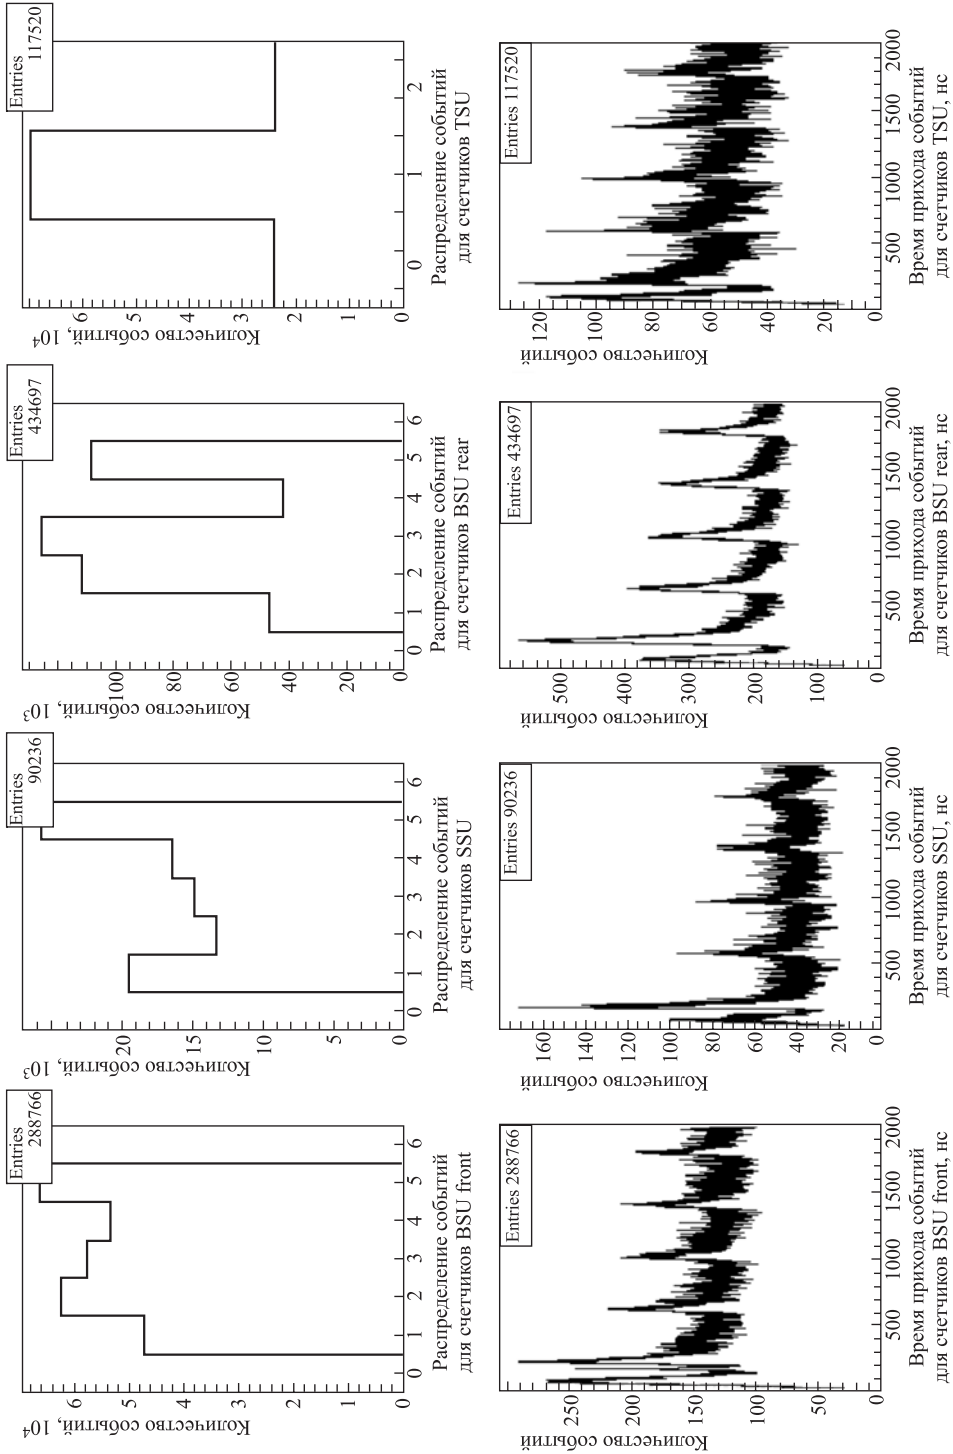 Entries
288766
Количество событий, 10⁴
6
5
4
3
2
1
0
0 1 2 3 4 5 6
Распределение событий
для счетчиков BSU front
Entries
90236
Количество событий, 10³
20
15
10
5
0
0 1 2 3 4 5 6
Распределение событий
для счетчиков SSU
Entries
434697
Количество событий, 10³
100
80
60
40
20
0
0 1 2 3 4 5 6
Распределение событий
для счетчиков BSU rear
Entries
117520
Количество событий, 10⁴
6
5
4
3
2
1
0
0 1 2
Распределение событий
для счетчиков TSU
Entries 288766
Количество событий
250
200
150
100
50
0
500 1000 1500 2000
Время прихода событий
для счетчиков BSU front, нс
Entries 90236
Количество событий
160
140
120
100
80
60
40
20
0
500 1000 1500 2000
Время прихода событий
для счетчиков SSU, нс
Entries 434697
Количество событий
500
400
300
200
100
0
500 1000 1500 2000
Время прихода событий
для счетчиков BSU rear, нс
Entries 117520
Количество событий
120
100
80
60
40
20
0
500 1000 1500 2000
Время прихода событий
для счетчиков TSU, нс